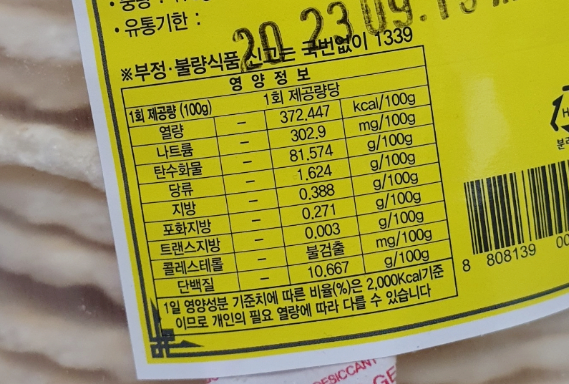 · 유통기한 :
20 23 09.15
※부정·불량식품 신고는 국번없이 1339
영 양 정 보
1회 제공량 (100g) 1회 제공량당
열량 - 372.447 kcal/100g
나트륨 - 302.9 mg/100g
탄수화물 - 81.574 g/100g
당류 - 1.624 g/100g
지방 - 0.388 g/100g
포화지방 - 0.271 g/100g
트랜스지방 - 0.003 g/100g
콜레스테롤 - 불검출 mg/100g
단백질 - 10.667 g/100g
1일 영양성분 기준치에 따른 비율(%)은 2,000Kcal기준
이므로 개인의 필요 열량에 따라 다를 수 있습니다
8 808139 00
DESICCANT